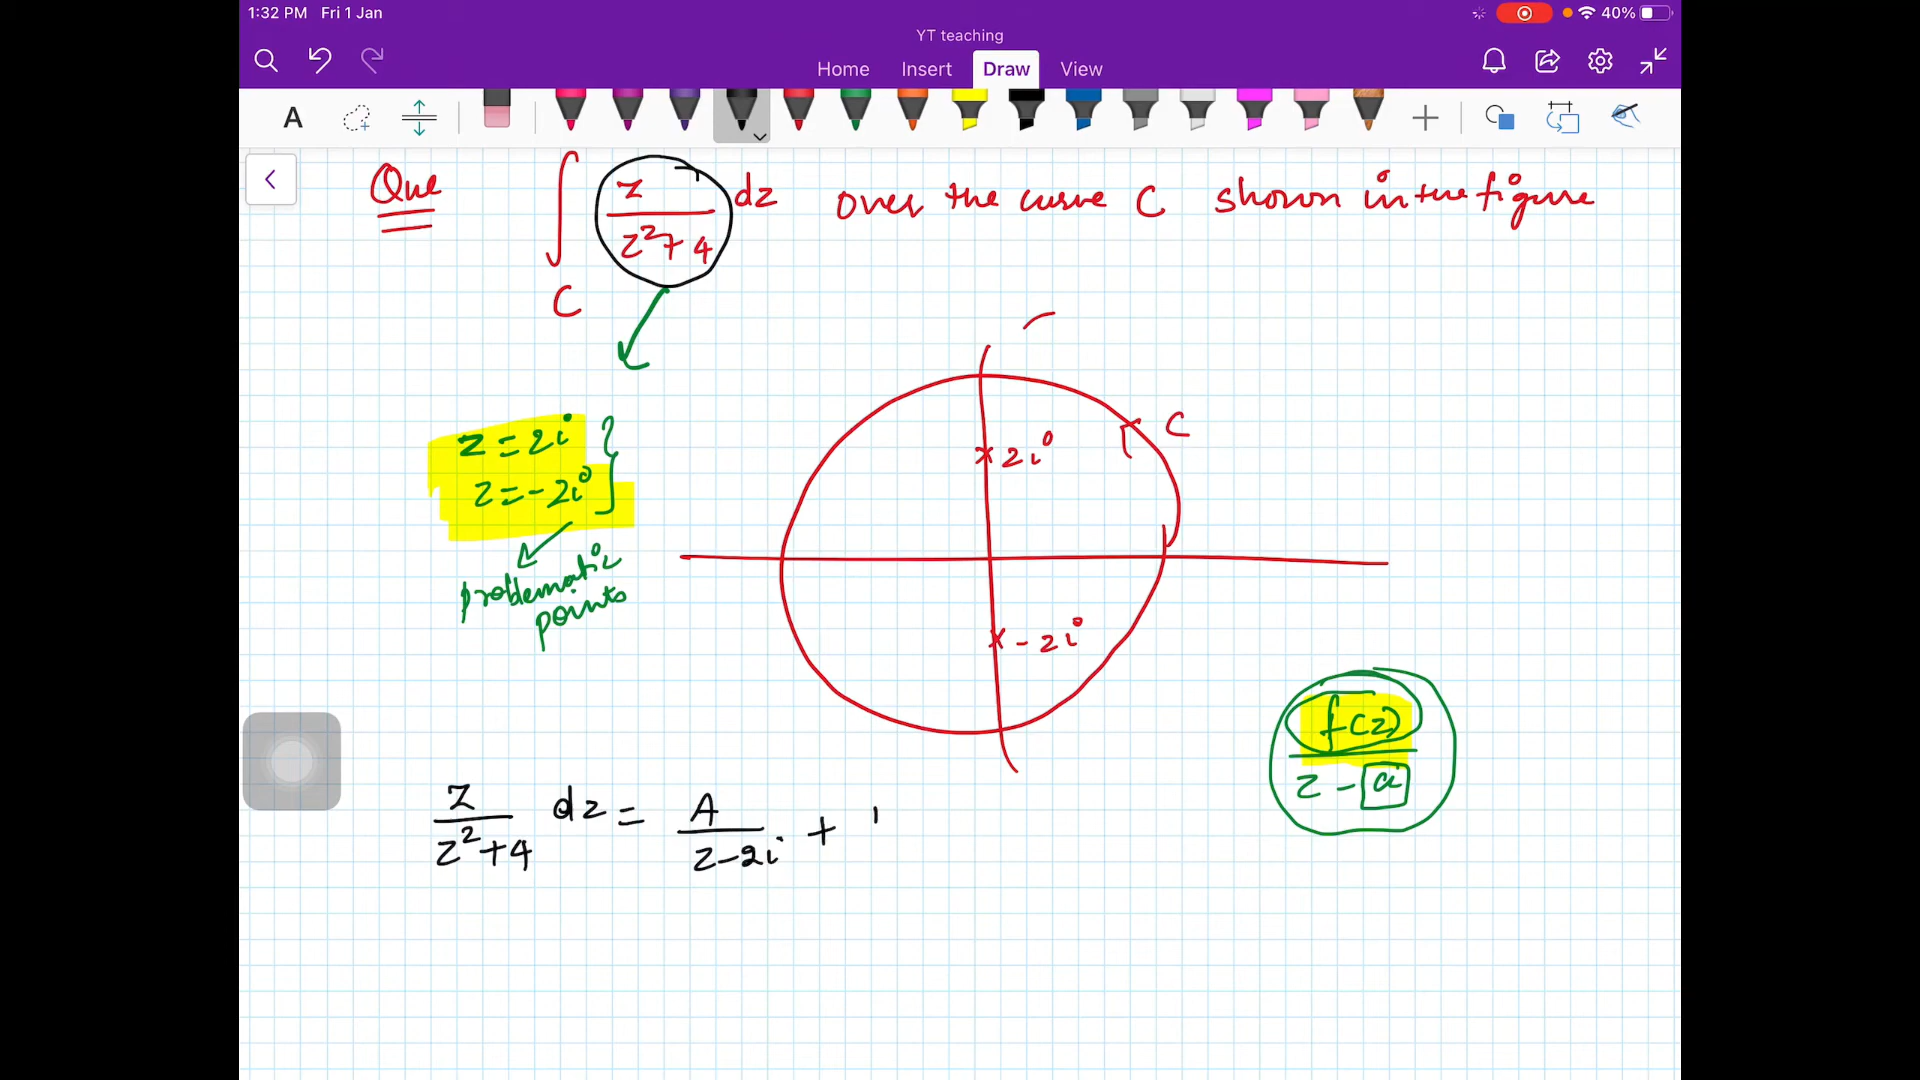 1:32 PM Fri 1 Jan
40%
YT teaching
Home Insert Draw View
A
Que ∫ z/(z²+4) dz over the curve C shown in the figure
C
C
z = 2i
z = -2i
problematic
points
× 2i
× -2i
f(z)
z - a
z/(z²+4) dz = A/(z-2i) +